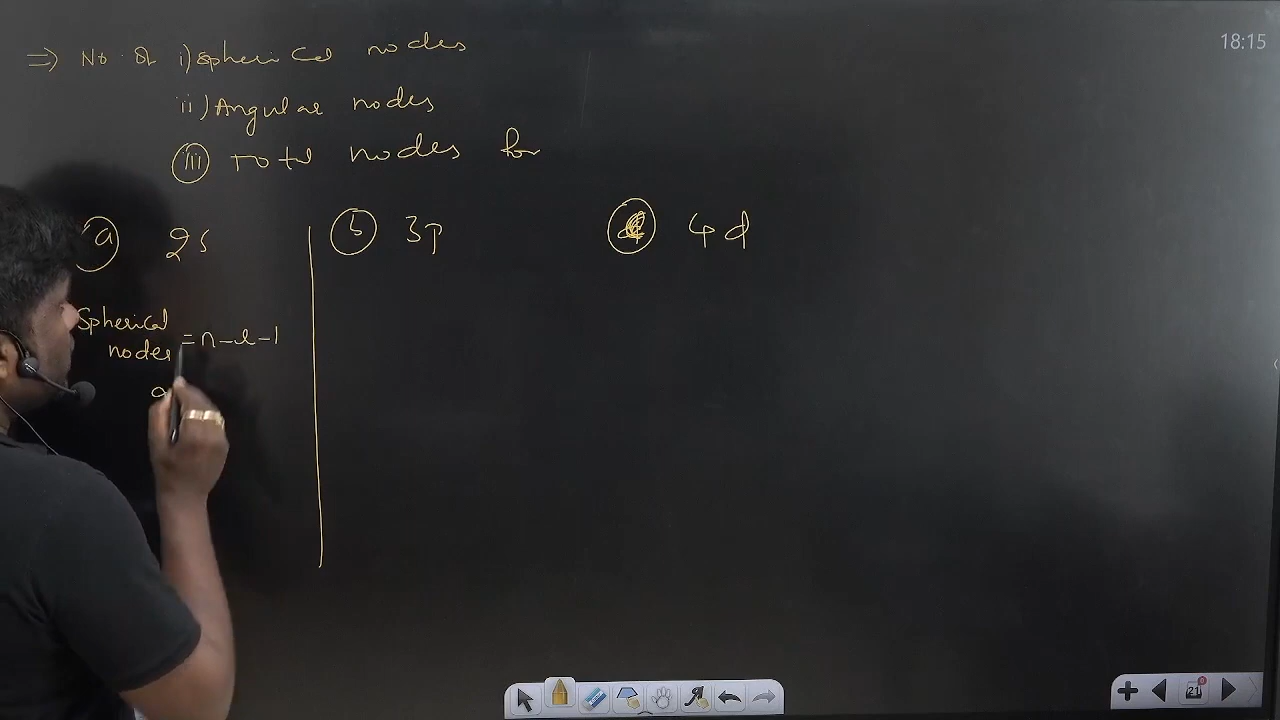 18:15
⇒ No. of i) Spherical nodes
ii) Angular nodes
iii Total nodes for
a 2s
b 3p
4d
Spherical
nodes = n-l-1
21